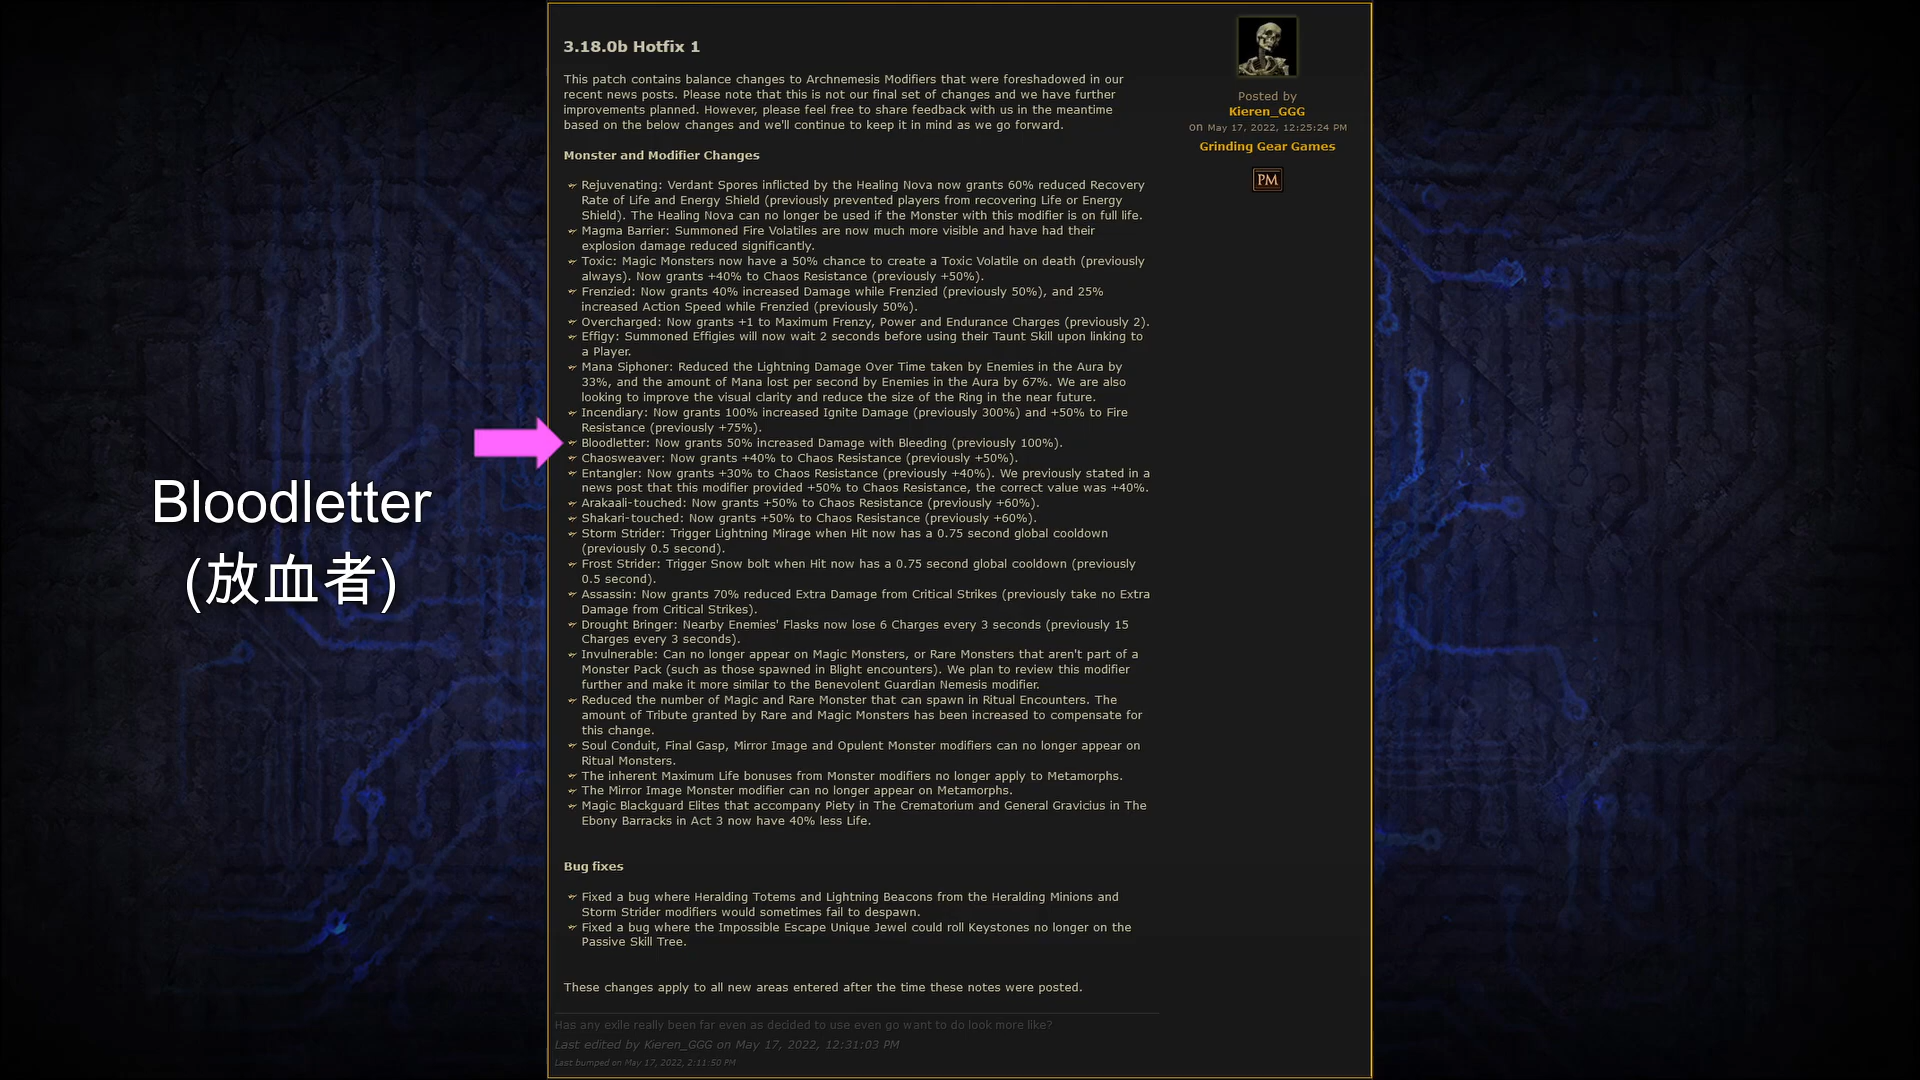 Bloodletter
(放血者)
3.18.0b Hotfix 1
This patch contains balance changes to Archnemesis Modifiers that were foreshadowed in our
recent news posts. Please note that this is not our final set of changes and we have further
improvements planned. However, please feel free to share feedback with us in the meantime
based on the below changes and we'll continue to keep it in mind as we go forward.
Monster and Modifier Changes
Rejuvenating: Verdant Spores inflicted by the Healing Nova now grants 60% reduced Recovery
Rate of Life and Energy Shield (previously prevented players from recovering Life or Energy
Shield). The Healing Nova can no longer be used if the Monster with this modifier is on full life.
Magma Barrier: Summoned Fire Volatiles are now much more visible and have had their
explosion damage reduced significantly.
Toxic: Magic Monsters now have a 50% chance to create a Toxic Volatile on death (previously
always). Now grants +40% to Chaos Resistance (previously +50%).
Frenzied: Now grants 40% increased Damage while Frenzied (previously 50%), and 25%
increased Action Speed while Frenzied (previously 50%).
Overcharged: Now grants +1 to Maximum Frenzy, Power and Endurance Charges (previously 2).
Effigy: Summoned Effigies will now wait 2 seconds before using their Taunt Skill upon linking to
a Player.
Mana Siphoner: Reduced the Lightning Damage Over Time taken by Enemies in the Aura by
33%, and the amount of Mana lost per second by Enemies in the Aura by 67%. We are also
looking to improve the visual clarity and reduce the size of the Ring in the near future.
Incendiary: Now grants 100% increased Ignite Damage (previously 300%) and +50% to Fire
Resistance (previously +75%).
Bloodletter: Now grants 50% increased Damage with Bleeding (previously 100%).
Chaosweaver: Now grants +40% to Chaos Resistance (previously +50%).
Entangler: Now grants +30% to Chaos Resistance (previously +40%). We previously stated in a
news post that this modifier provided +50% to Chaos Resistance, the correct value was +40%.
Arakaali-touched: Now grants +50% to Chaos Resistance (previously +60%).
Shakari-touched: Now grants +50% to Chaos Resistance (previously +60%).
Storm Strider: Trigger Lightning Mirage when Hit now has a 0.75 second global cooldown
(previously 0.5 second).
Frost Strider: Trigger Snow bolt when Hit now has a 0.75 second global cooldown (previously
0.5 second).
Assassin: Now grants 70% reduced Extra Damage from Critical Strikes (previously take no Extra
Damage from Critical Strikes).
Drought Bringer: Nearby Enemies' Flasks now lose 6 Charges every 3 seconds (previously 15
Charges every 3 seconds).
Invulnerable: Can no longer appear on Magic Monsters, or Rare Monsters that aren't part of a
Monster Pack (such as those spawned in Blight encounters). We plan to review this modifier
further and make it more similar to the Benevolent Guardian Nemesis modifier.
Reduced the number of Magic and Rare Monster that can spawn in Ritual Encounters. The
amount of Tribute granted by Rare and Magic Monsters has been increased to compensate for
this change.
Soul Conduit, Final Gasp, Mirror Image and Opulent Monster modifiers can no longer appear on
Ritual Monsters.
The inherent Maximum Life bonuses from Monster modifiers no longer apply to Metamorphs.
The Mirror Image Monster modifier can no longer appear on Metamorphs.
Magic Blackguard Elites that accompany Piety in The Crematorium and General Gravicius in The
Ebony Barracks in Act 3 now have 40% less Life.
Bug fixes
Fixed a bug where Heralding Totems and Lightning Beacons from the Heralding Minions and
Storm Strider modifiers would sometimes fail to despawn.
Fixed a bug where the Impossible Escape Unique Jewel could roll Keystones no longer on the
Passive Skill Tree.
These changes apply to all new areas entered after the time these notes were posted.
Has any exile really been far even as decided to use even go want to do look more like?
Last edited by Kieren_GGG on May 17, 2022, 12:31:03 PM
Last bumped on May 17, 2022, 2:11:50 PM
Posted by
Kieren_GGG
on May 17, 2022, 12:25:24 PM
Grinding Gear Games
PM